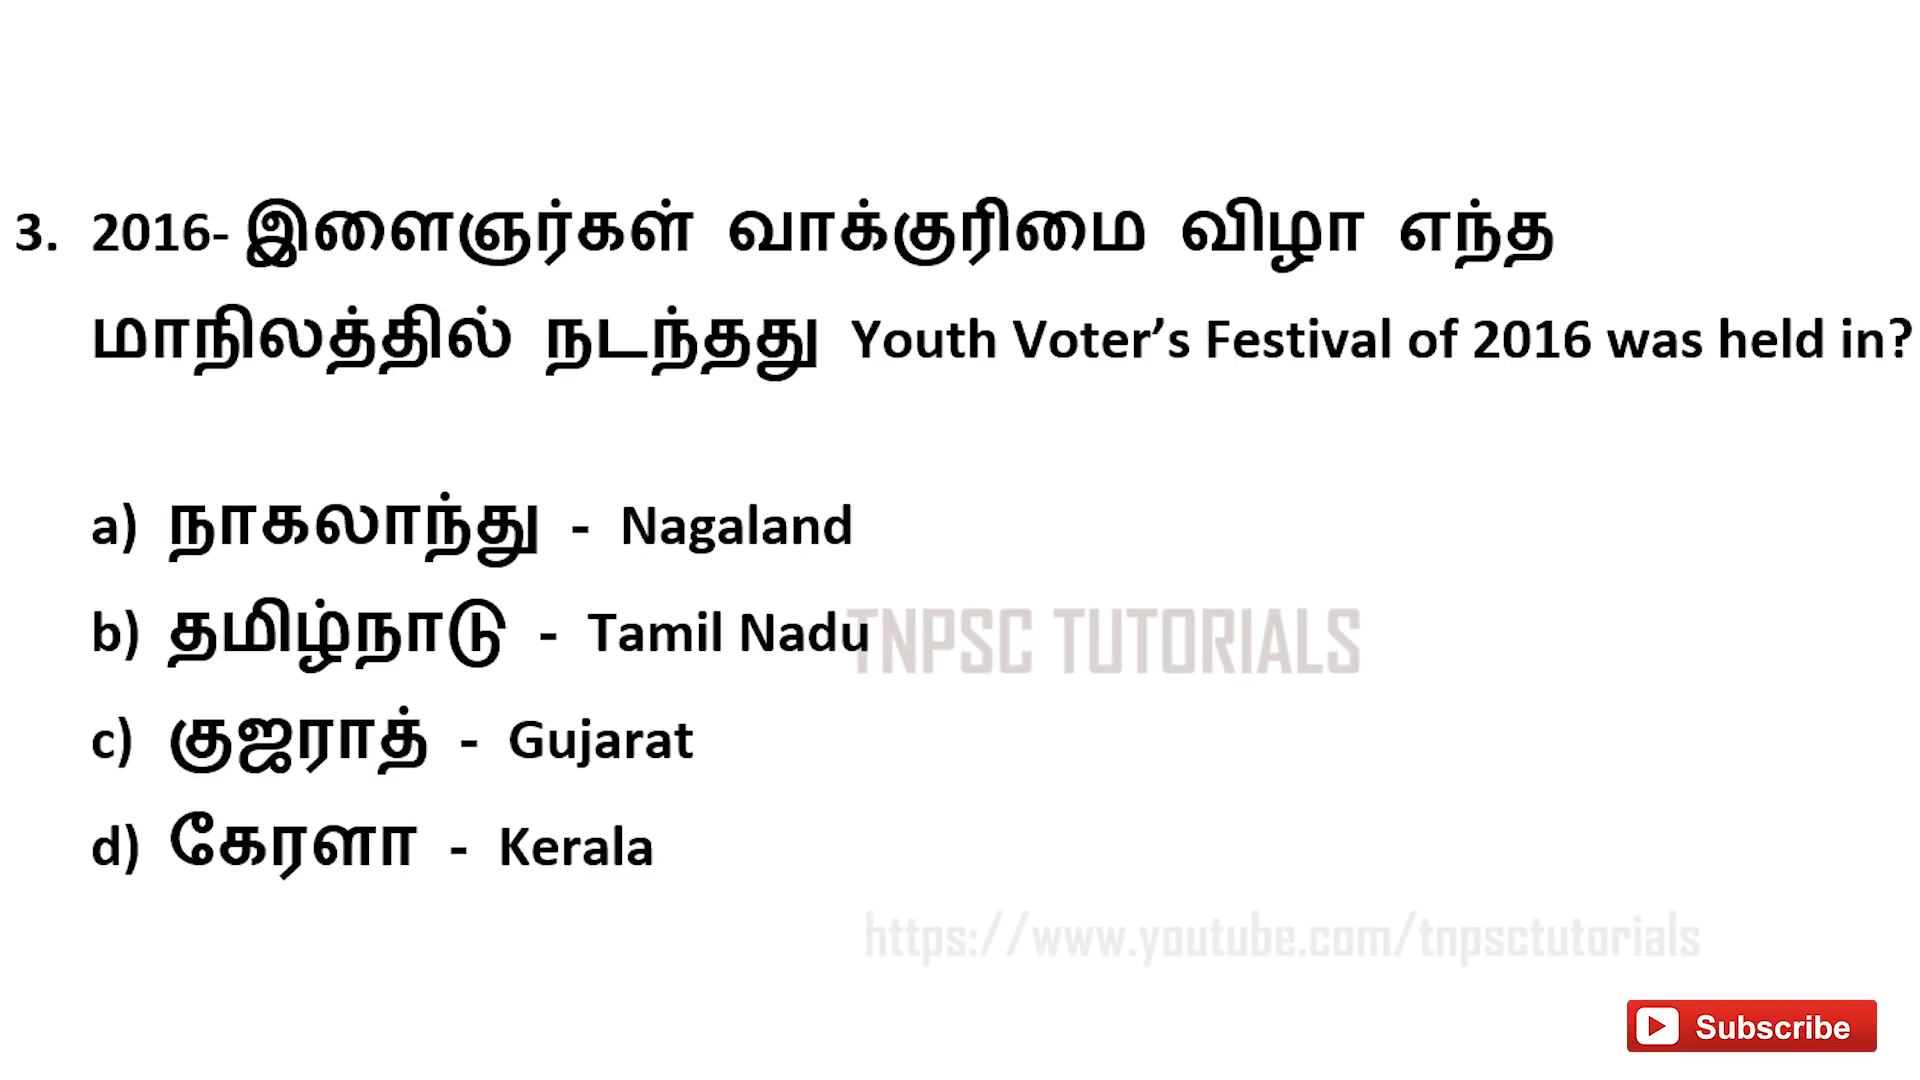 3. 2016- இளைஞர்கள் வாக்குரிமை விழா எந்த
மாநிலத்தில் நடந்தது Youth Voter’s Festival of 2016 was held in?
a) நாகலாந்து - Nagaland
b) தமிழ்நாடு - Tamil Nadu
TNPSC TUTORIALS
c) குஜராத் - Gujarat
d) கேரளா - Kerala
https://www.youtube.com/tnpsctutorials
Subscribe